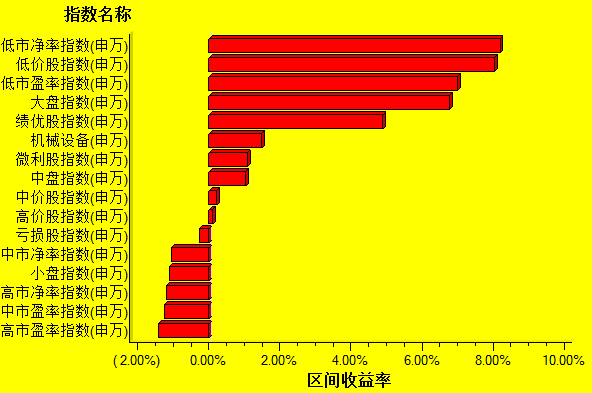 指数名称
低市净率指数(申万)
低价股指数(申万)
低市盈率指数(申万)
大盘指数(申万)
绩优股指数(申万)
机械设备(申万)
微利股指数(申万)
中盘指数(申万)
中价股指数(申万)
高价股指数(申万)
亏损股指数(申万)
中市净率指数(申万)
小盘指数(申万)
高市净率指数(申万)
中市盈率指数(申万)
高市盈率指数(申万)
(2.00%) 0.00% 2.00% 4.00% 6.00% 8.00% 10.00%
区间收益率